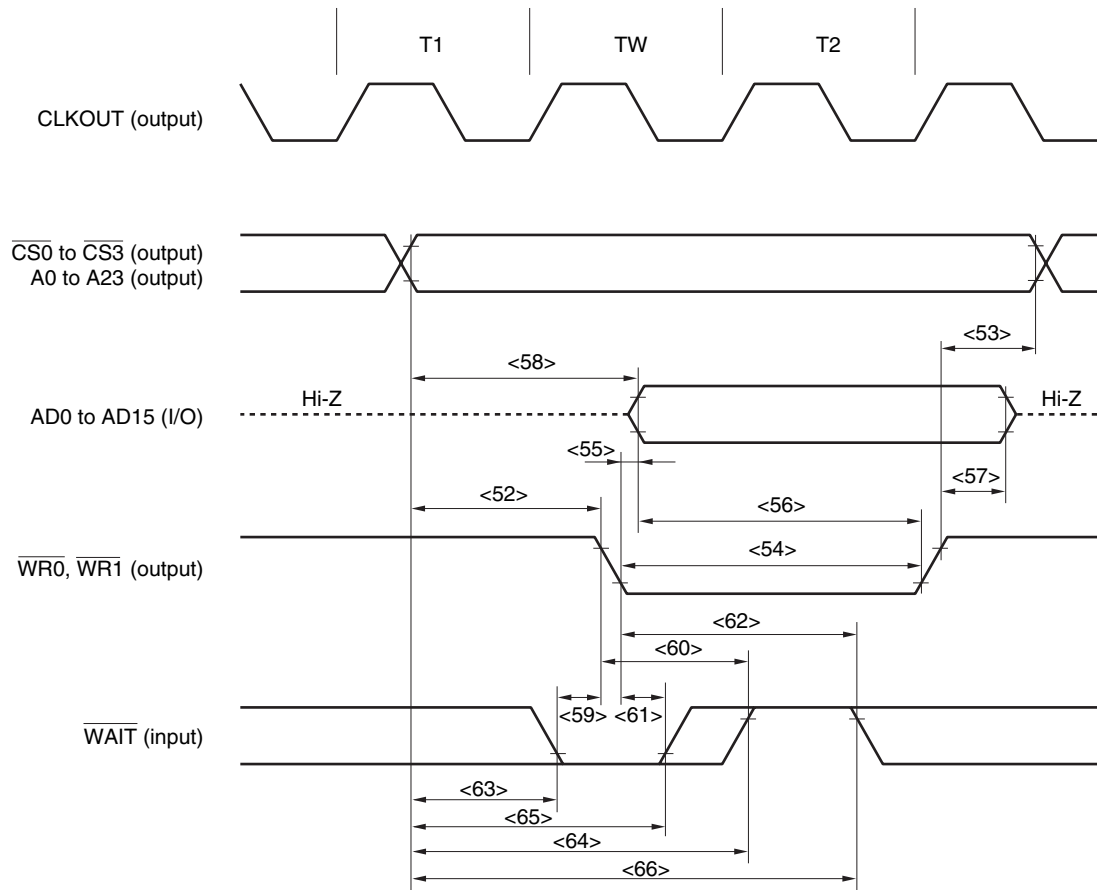 T1 TW T2
CLKOUT (output)
CS0 to CS3 (output)
A0 to A23 (output)
<53>
<58>
Hi-Z Hi-Z
AD0 to AD15 (I/O)
<55>
<57>
<52>
<56>
<54>
WR0, WR1 (output)
<62>
<60>
<59> <61>
WAIT (input)
<63>
<65>
<64>
<66>